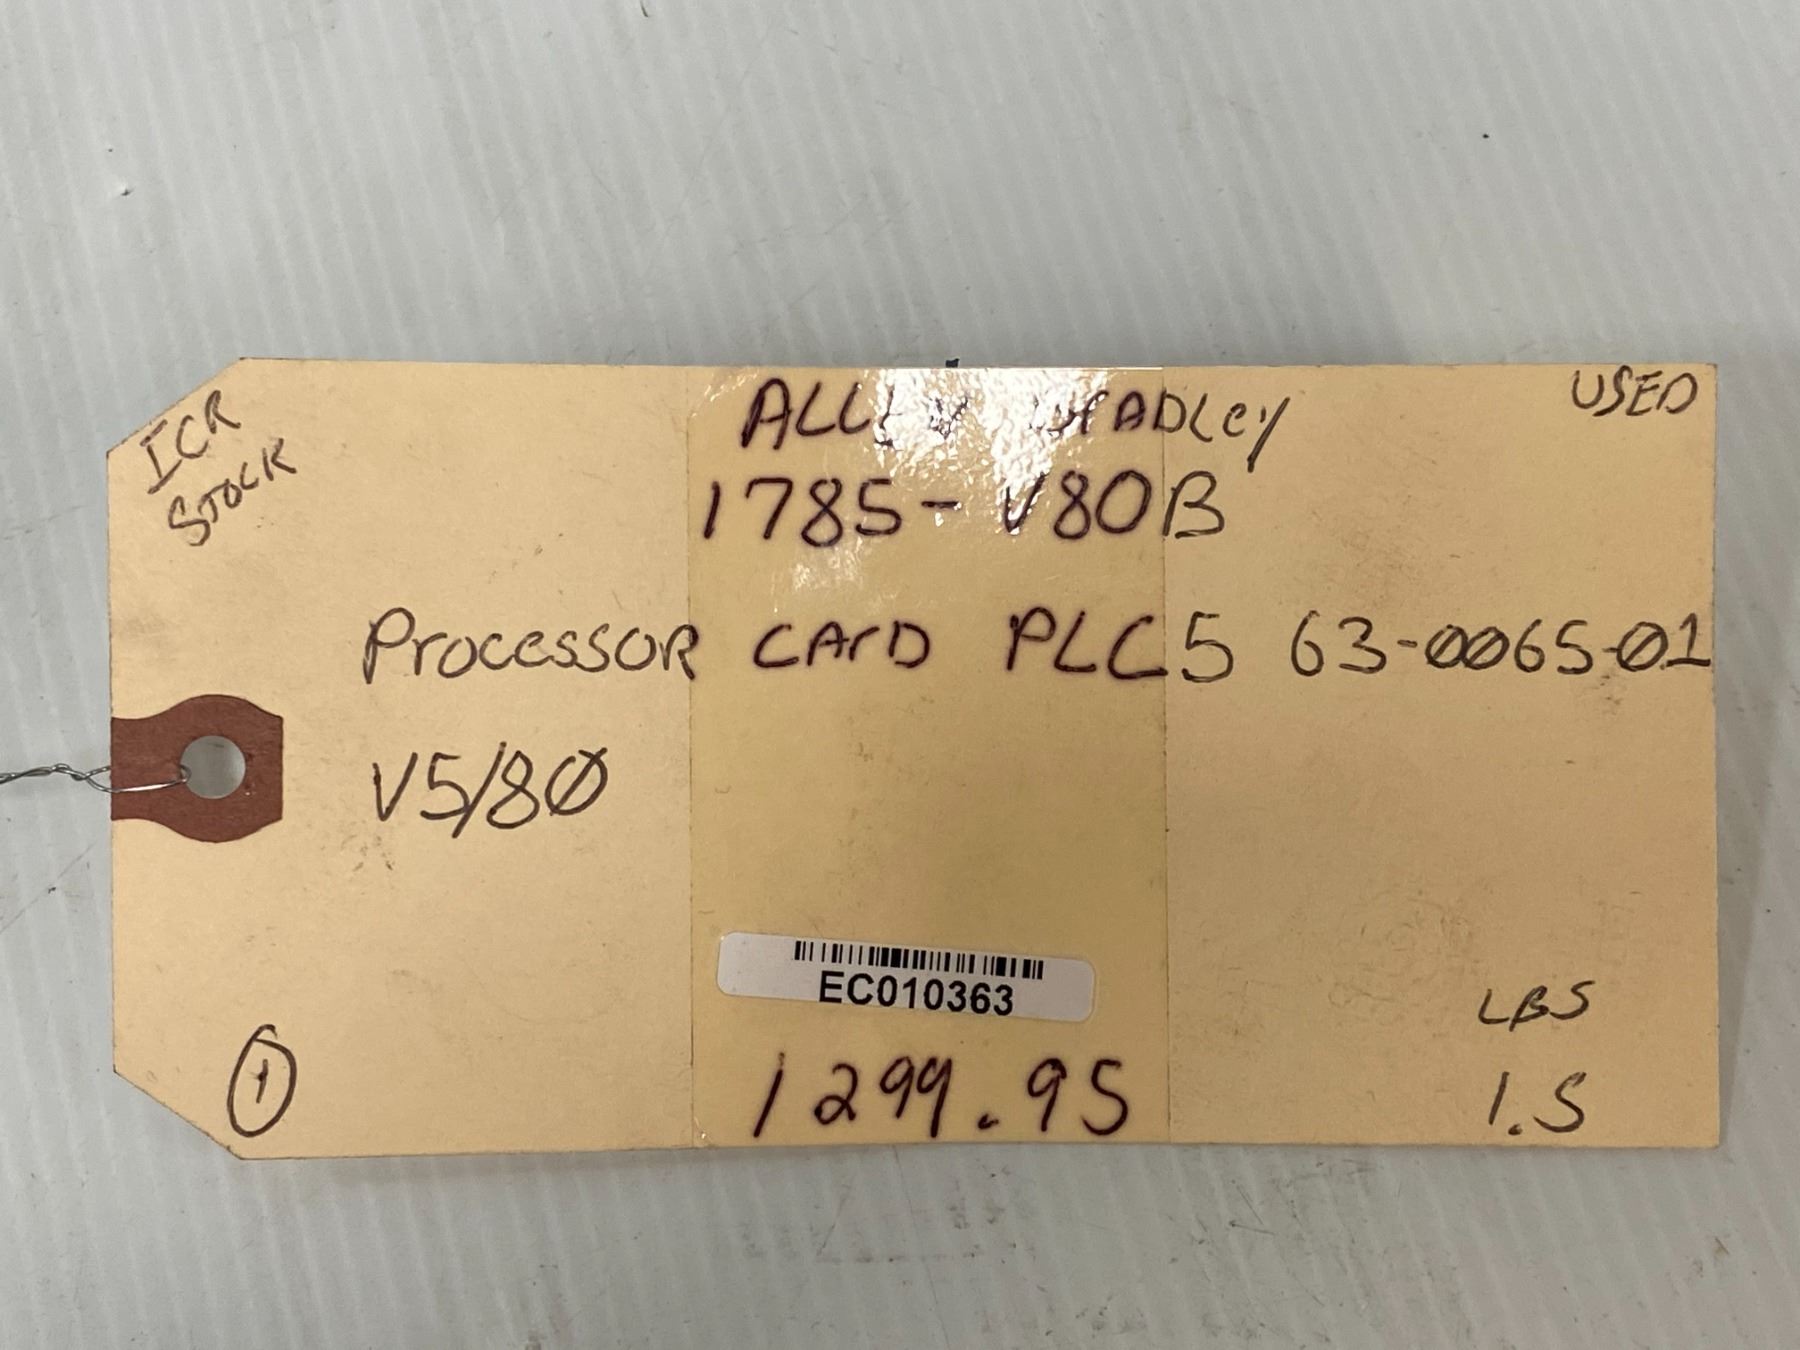 ICR
STOCK
USED
ALLEN BrADLey
1785-V80B
Processor CArD PLC5 63-0065-01
V5/80
EC010363
LBS
1
1299.95
1.5